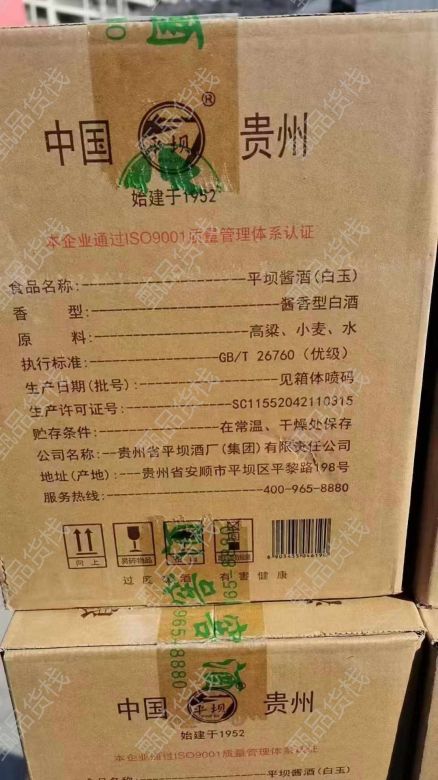 中国 平坝® 贵州
始建于1952
本企业通过ISO9001质量管理体系认证
食品名称:平坝酱酒(白玉)
香型:酱香型白酒
原料:高粱、小麦、水
执行标准:GB/T 26760 (优级)
生产日期(批号):见箱体喷码
生产许可证号:SC11552042110315
贮存条件:在常温、干燥处保存
公司名称:贵州省平坝酒厂(集团)有限责任公司
地址(产地):贵州省安顺市平坝区平黎路198号
服务热线:400-965-8880
向上 易碎物品
过度 酒 有害健康
中国 平坝® 贵州
始建于1952
本企业通过ISO9001质量管理体系认证
平坝酱酒(白玉)
甄品货栈